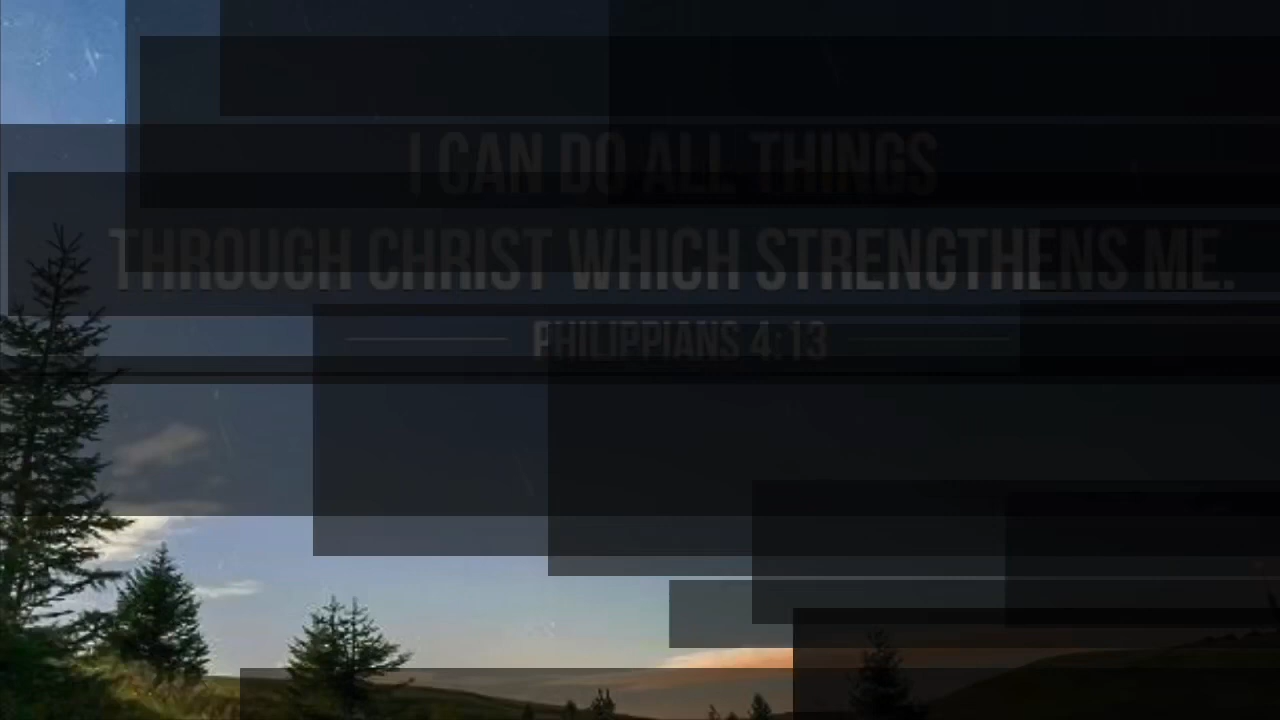 I CAN DO ALL THINGS
THROUGH CHRIST WHICH STRENGTHENS ME.
PHILIPPIANS 4:13